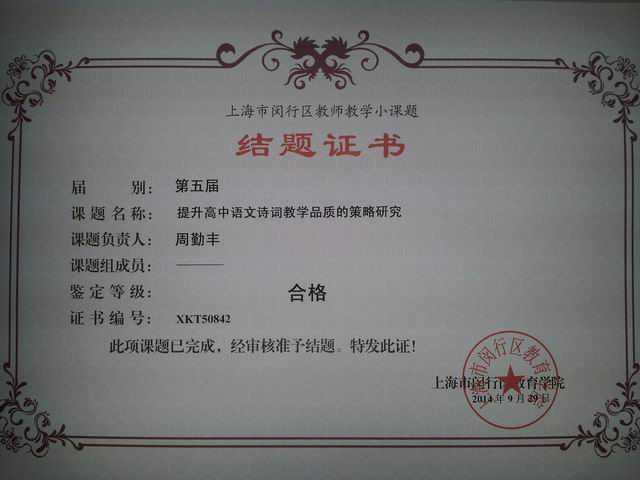 上海市闵行区教师教学小课题
结题证书
届 别: 第五届
课题名称: 提升高中语文诗词教学品质的策略研究
课题负责人: 周勤丰
课题组成员: ———
鉴定等级: 合格
证书编号: XKT50842
此项课题已完成，经审核准予结题。特发此证!
上海市闵行区教育学院
2014年9月29日